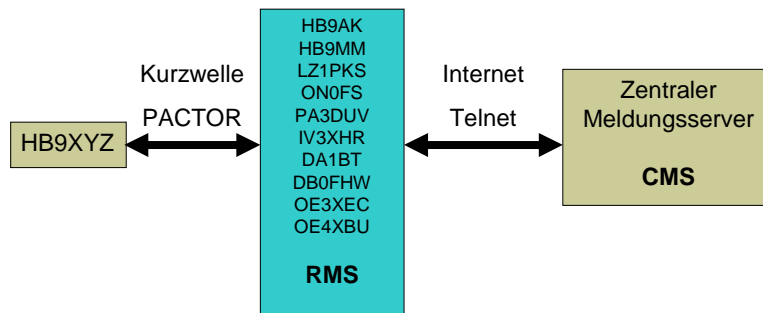 HB9XYZ
Kurzwelle
PACTOR
HB9AK
HB9MM
LZ1PKS
ON0FS
PA3DUV
IV3XHR
DA1BT
DB0FHW
OE3XEC
OE4XBU
RMS
Internet
Telnet
Zentraler
Meldungsserver
CMS